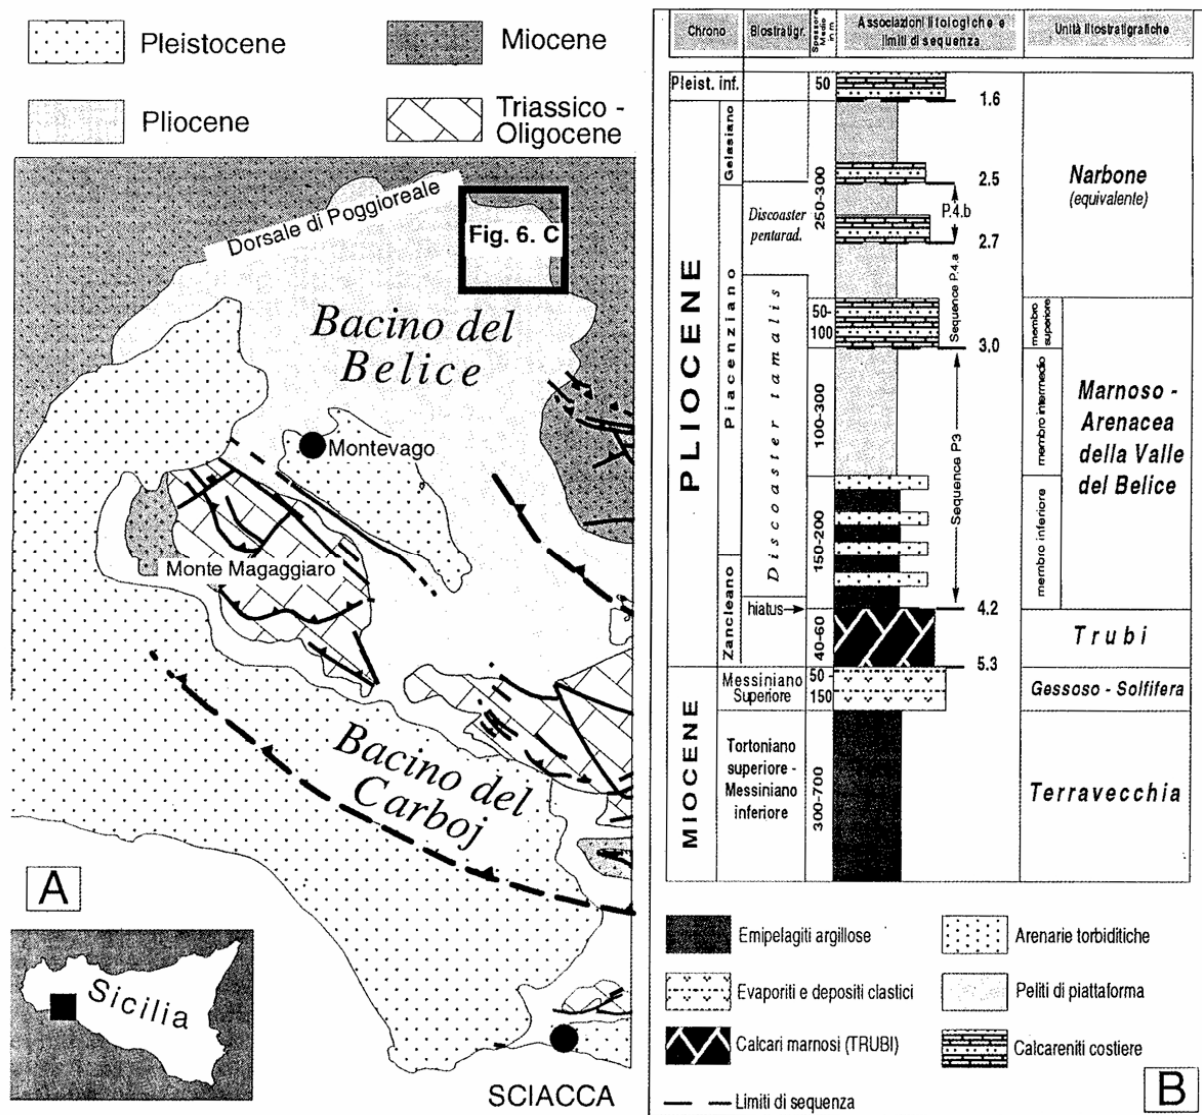 Pleistocene
Miocene
Pliocene
Triassico -
Oligocene
Dorsale di Poggioreale
Fig. 6. C
Bacino del
Belice
Montevago
Monte Magaggiaro
Bacino del
Carboj
A
Sicilia
SCIACCA
Chrono
Biostratigr.
Spessore
Medio
in m.
Associazioni litologiche e
limiti di sequenza
Unità litostratigrafiche
Pleist. inf.
50
1.6
PLIOCENE
Gelasiano
250-300
2.5
Narbone
(equivalente)
Discoaster
pentarad.
P.4.b
2.7
Piacenziano
Discoaster tamalis
Sequence P.4.a
50-
100
3.0
membro
superiore
100-300
membro intermedio
Marnoso -
Arenacea
della Valle
del Belice
Sequence P3
150-200
membro inferiore
Zancleano
hiatus
4.2
40-60
Trubi
5.3
MIOCENE
Messiniano
Superiore
50 -
150
Gessoso - Solfifera
Tortoniano
superiore -
Messiniano
inferiore
300-700
Terravecchia
Emipelagiti argillose
Arenarie torbiditiche
Evaporiti e depositi clastici
Peliti di piattaforma
Calcari marnosi (TRUBI)
Calcareniti costiere
Limiti di sequenza
B